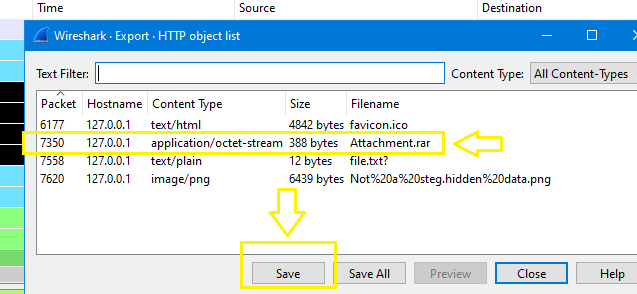 Time Source Destination
Wireshark · Export · HTTP object list
Text Filter: Content Type: All Content-Types
Packet Hostname Content Type Size Filename
6177 127.0.0.1 text/html 4842 bytes favicon.ico
7350 127.0.0.1 application/octet-stream 388 bytes Attachment.rar
7558 127.0.0.1 text/plain 12 bytes file.txt?
7620 127.0.0.1 image/png 6439 bytes Not%20a%20steg.hidden%20data.png
Save Save All Preview Close Help